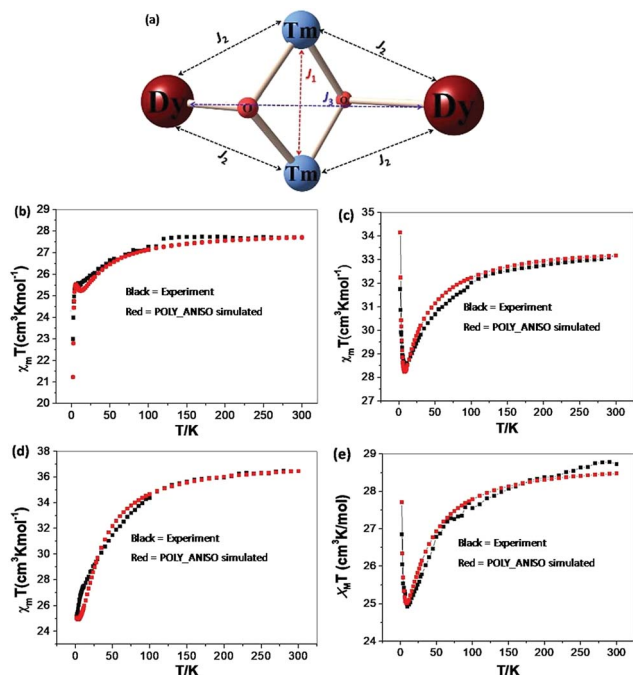 (a)
Tm
J2
J2
J1
Dy
O
J3
O
Dy
J2
J2
Tm
(b)
28
27
26
25
24
23
22
21
20
χmT(cm³Kmol⁻¹)
Black = Experiment
Red = POLY_ANISO simulated
0 50 100 150 200 250 300
T/K
(c)
35
34
33
32
31
30
29
28
27
χmT(cm³Kmol⁻¹)
Black = Experiment
Red = POLY_ANISO simulated
0 50 100 150 200 250 300
T/K
(d)
38
36
34
32
30
28
26
24
χmT(cm³Kmol⁻¹)
Black = Experiment
Red = POLY_ANISO simulated
0 50 100 150 200 250 300
T/K
(e)
29
28
27
26
25
24
χMT (cm³K/mol)
Black = Experiment
Red = POLY_ANISO simulated
0 50 100 150 200 250 300
T/K